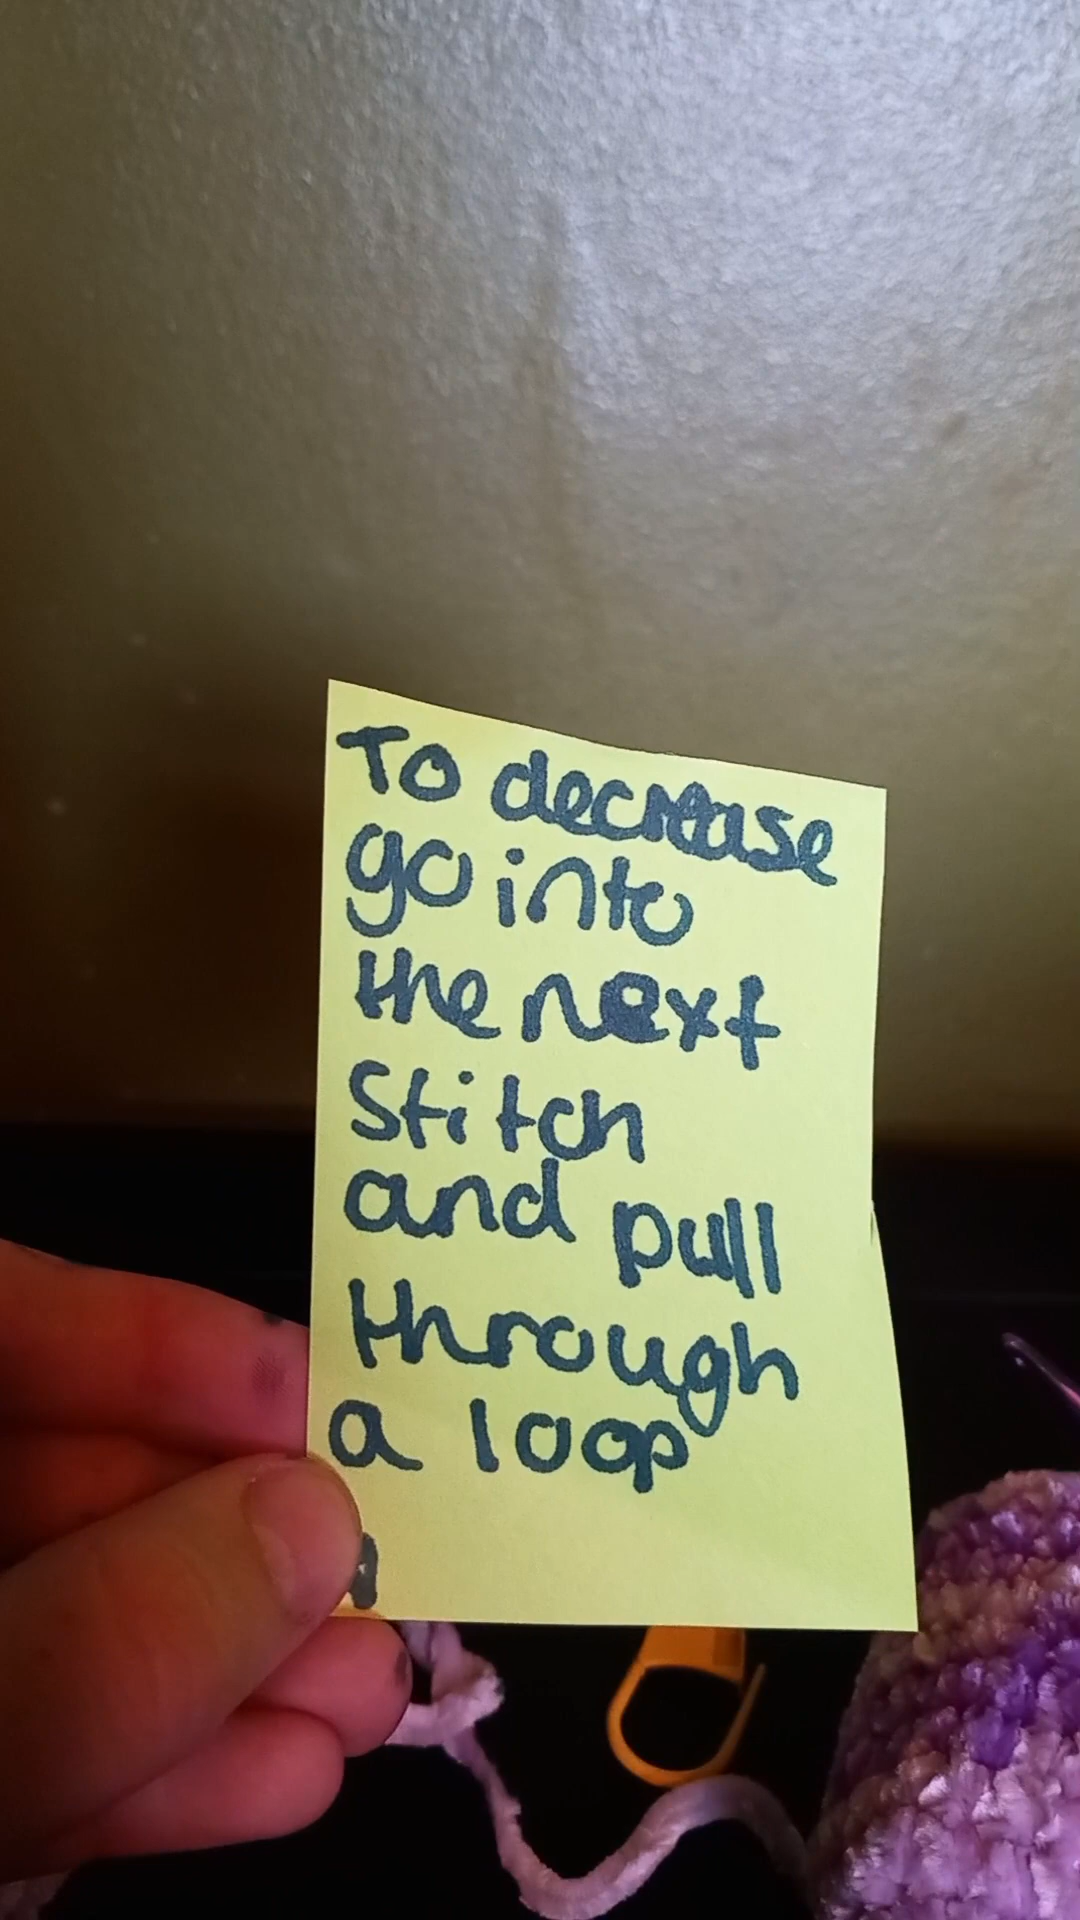 To decrease
go into
the next
Stitch
and pull
through
a loop